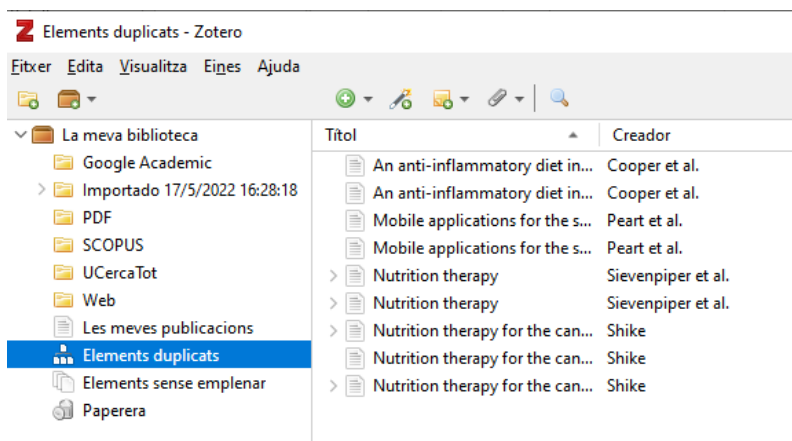 Elements duplicats - Zotero
Fitxer Edita Visualitza Eines Ajuda
La meva biblioteca
Google Academic
Importado 17/5/2022 16:28:18
PDF
SCOPUS
UCercaTot
Web
Les meves publicacions
Elements duplicats
Elements sense emplenar
Paperera
Títol Creador
An anti-inflammatory diet in... Cooper et al.
An anti-inflammatory diet in... Cooper et al.
Mobile applications for the s... Peart et al.
Mobile applications for the s... Peart et al.
Nutrition therapy Sievenpiper et al.
Nutrition therapy Sievenpiper et al.
Nutrition therapy for the can... Shike
Nutrition therapy for the can... Shike
Nutrition therapy for the can... Shike